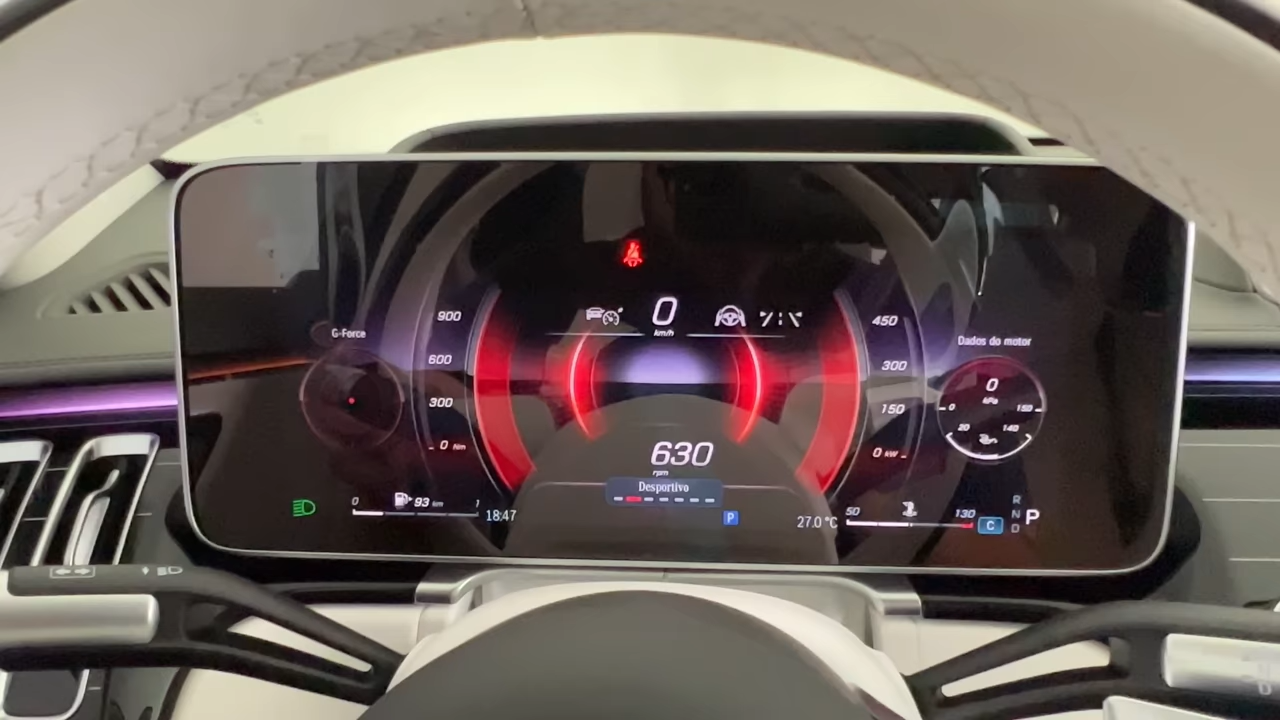 G-Force
900
600
300
0 Nm
0
km/h
450
300
150
0 kW
Dados do motor
0
kPa
0 150
20 140
630
rpm
Desportivo
0 93 km 1
18:47
P
27.0 °C
50 130
C
R
N
D
P